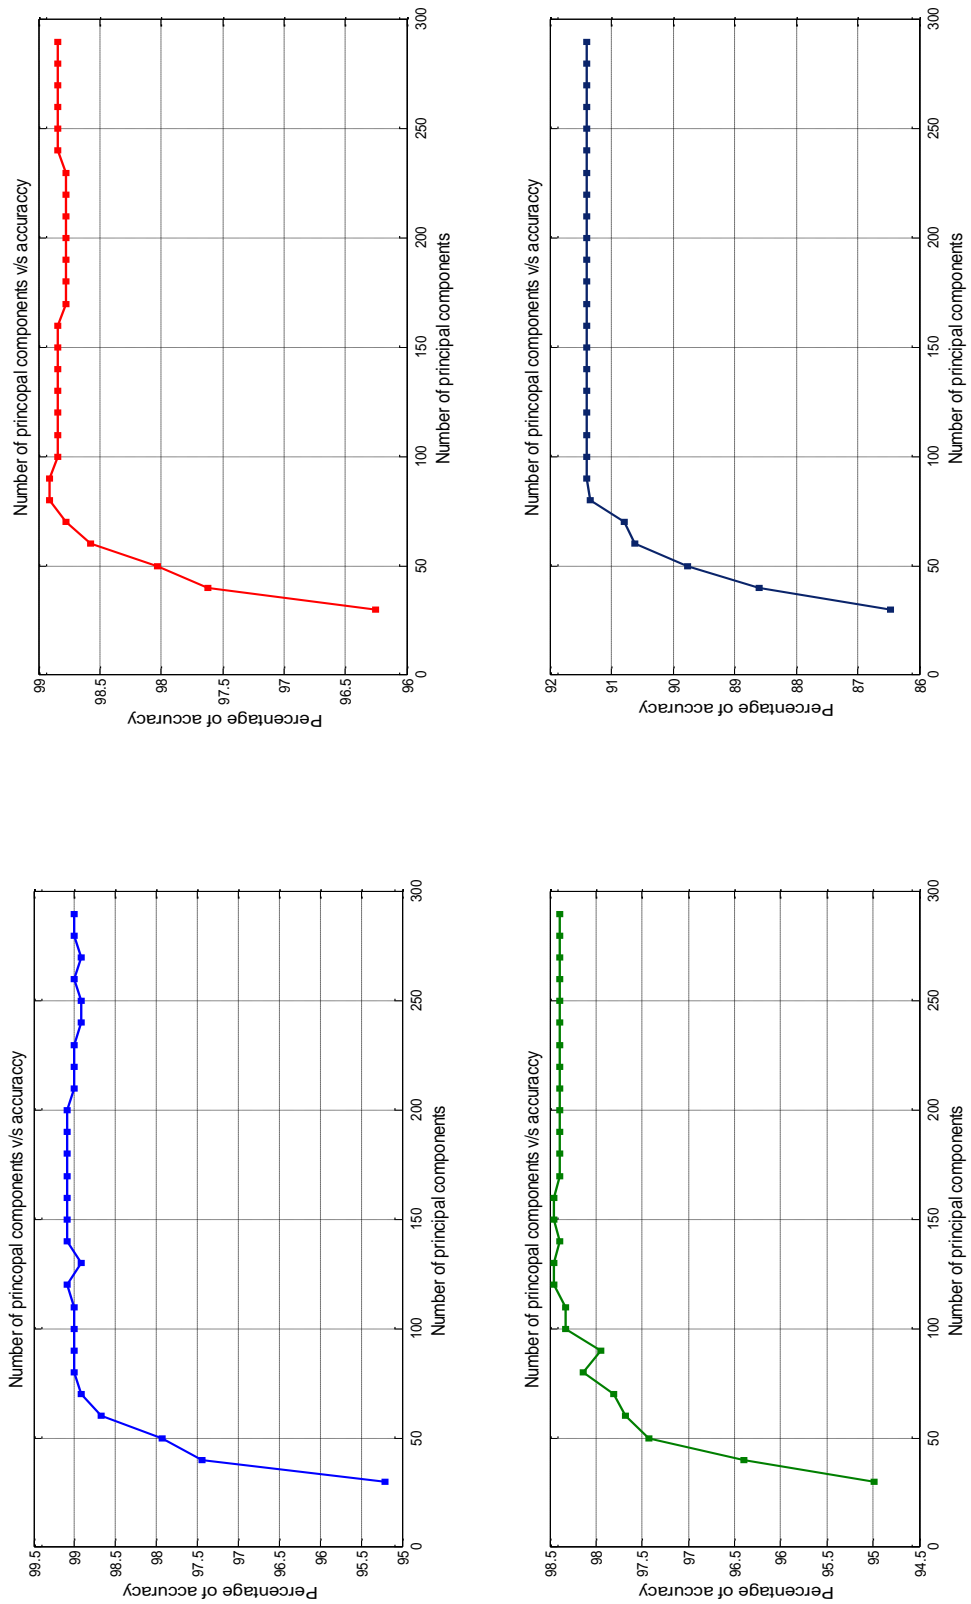 Number of princopal components v/s accuraccy
Percentage of accuracy
99.5
99
98.5
98
97.5
97
96.5
96
95.5
95
0 50 100 150 200 250 300
Number of principal components
Number of princopal components v/s accuraccy
Percentage of accuracy
99
98.5
98
97.5
97
96.5
96
0 50 100 150 200 250 300
Number of principal components
Number of princopal components v/s accuraccy
Percentage of accuracy
98.5
98
97.5
97
96.5
96
95.5
95
94.5
0 50 100 150 200 250 300
Number of principal components
Number of princopal components v/s accuraccy
Percentage of accuracy
92
91
90
89
88
87
86
0 50 100 150 200 250 300
Number of principal components